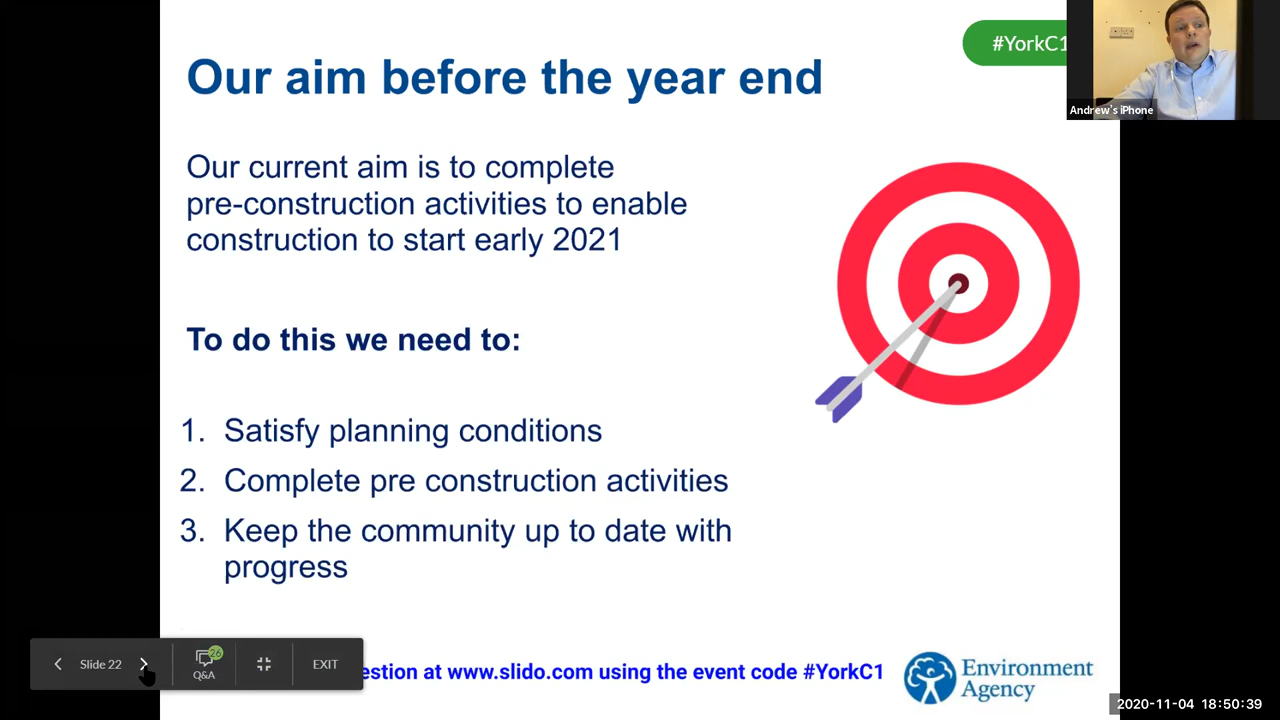 #YorkC1
Andrew's iPhone
Our aim before the year end
Our current aim is to complete
pre-construction activities to enable
construction to start early 2021
To do this we need to:
1. Satisfy planning conditions
2. Complete pre construction activities
3. Keep the community up to date with
progress
Slide 22
26
Q&A
EXIT
estion at www.slido.com using the event code #YorkC1
Environment
Agency
2020-11-04 18:50:39